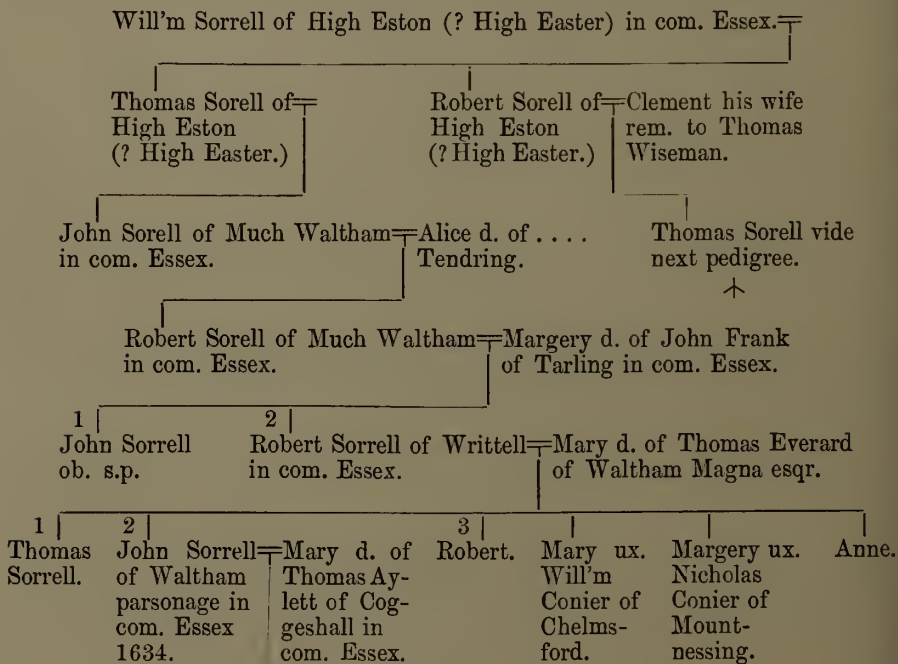 Will'm Sorrell of High Eston (? High Easter) in com. Essex.
Thomas Sorell of
High Eston
(? High Easter.)
Robert Sorell of
High Eston
(? High Easter.)
Clement his wife
rem. to Thomas
Wiseman.
John Sorell of Much Waltham
in com. Essex.
Alice d. of . . . .
Tendring.
Thomas Sorell vide
next pedigree.
Robert Sorell of Much Waltham
in com. Essex.
Margery d. of John Frank
of Tarling in com. Essex.
1
John Sorrell
ob. s.p.
2
Robert Sorrell of Writtell
in com. Essex.
Mary d. of Thomas Everard
of Waltham Magna esqr.
1
Thomas
Sorrell.
2
John Sorrell
of Waltham
parsonage in
com. Essex
1634.
Mary d. of
Thomas Ay-
lett of Cog-
geshall in
com. Essex.
3
Robert.
Mary ux.
Will'm
Conier of
Chelms-
ford.
Margery ux.
Nicholas
Conier of
Mount-
nessing.
Anne.